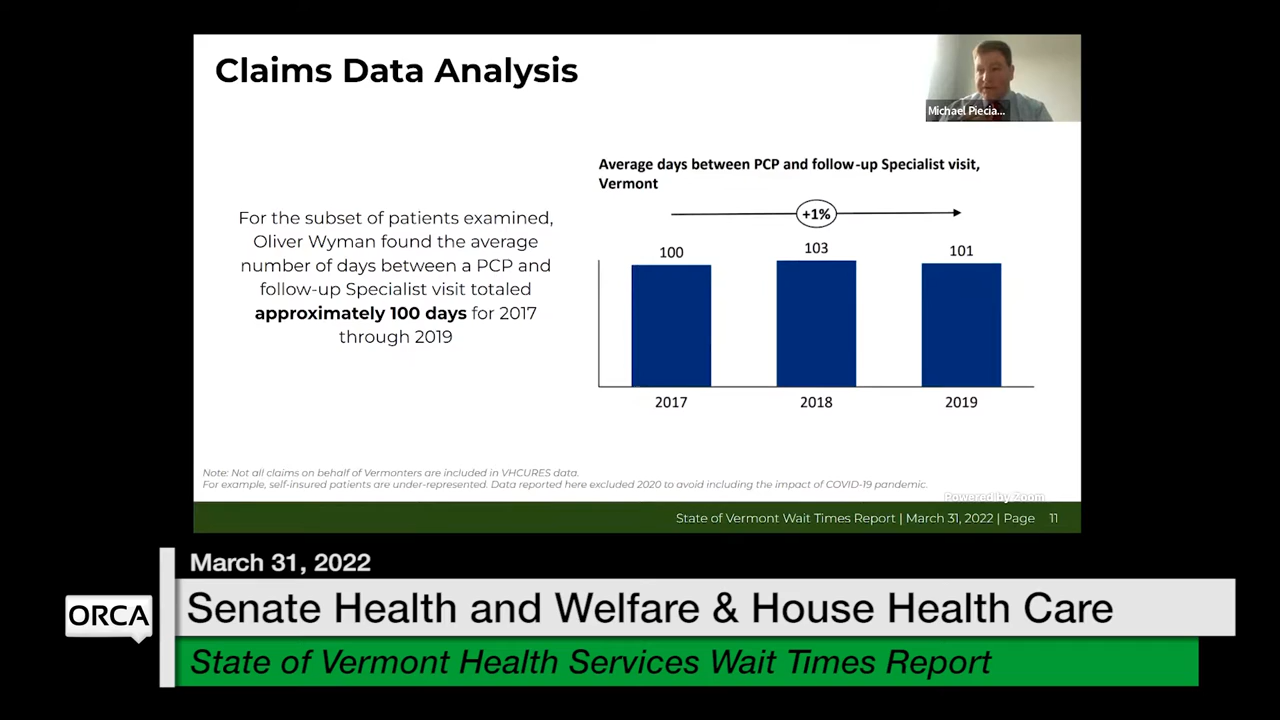 Claims Data Analysis
Michael Piecia...
Average days between PCP and follow-up Specialist visit,
Vermont
+1%
For the subset of patients examined,
Oliver Wyman found the average
number of days between a PCP and
follow-up Specialist visit totaled
approximately 100 days for 2017
through 2019
100
103
101
2017
2018
2019
Note: Not all claims on behalf of Vermonters are included in VHCURES data.
For example, self-insured patients are under-represented. Data reported here excluded 2020 to avoid including the impact of COVID-19 pandemic.
Powered by Zoom
State of Vermont Wait Times Report | March 31, 2022 | Page 11
March 31, 2022
ORCA
Senate Health and Welfare & House Health Care
State of Vermont Health Services Wait Times Report